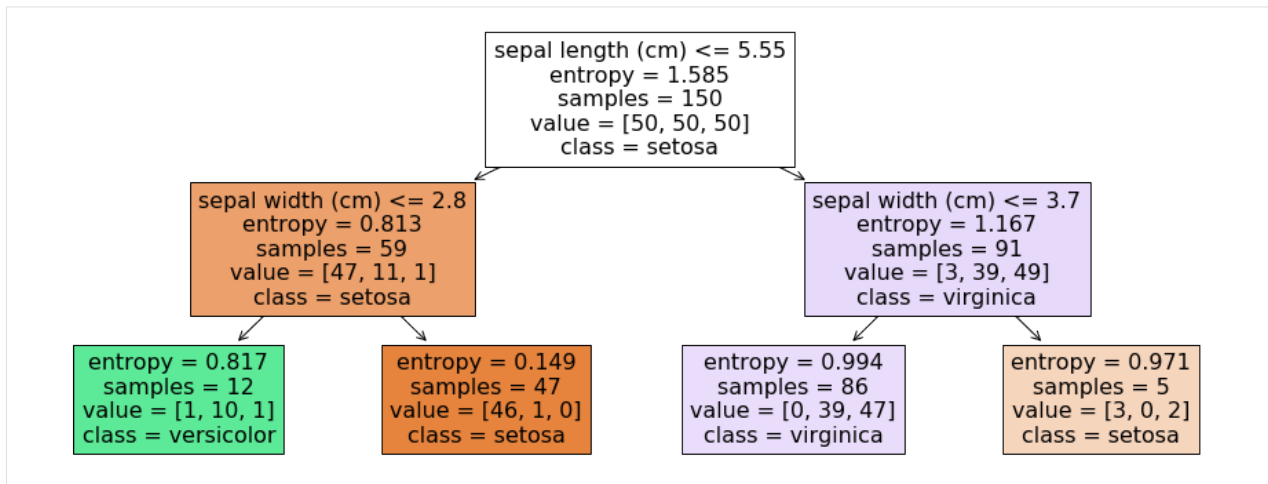 sepal length (cm) <= 5.55
entropy = 1.585
samples = 150
value = [50, 50, 50]
class = setosa
sepal width (cm) <= 2.8
entropy = 0.813
samples = 59
value = [47, 11, 1]
class = setosa
sepal width (cm) <= 3.7
entropy = 1.167
samples = 91
value = [3, 39, 49]
class = virginica
entropy = 0.817
samples = 12
value = [1, 10, 1]
class = versicolor
entropy = 0.149
samples = 47
value = [46, 1, 0]
class = setosa
entropy = 0.994
samples = 86
value = [0, 39, 47]
class = virginica
entropy = 0.971
samples = 5
value = [3, 0, 2]
class = setosa